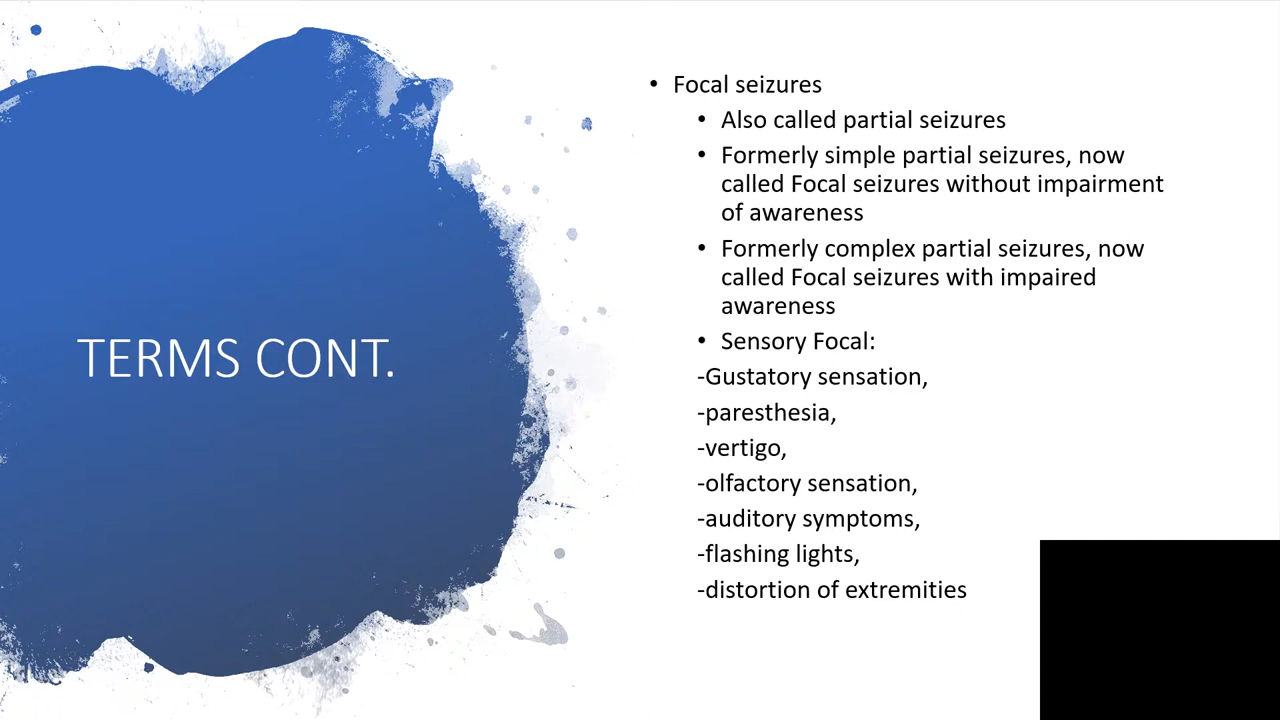 TERMS CONT.
• Focal seizures
• Also called partial seizures
• Formerly simple partial seizures, now
called Focal seizures without impairment
of awareness
• Formerly complex partial seizures, now
called Focal seizures with impaired
awareness
• Sensory Focal:
-Gustatory sensation,
-paresthesia,
-vertigo,
-olfactory sensation,
-auditory symptoms,
-flashing lights,
-distortion of extremities